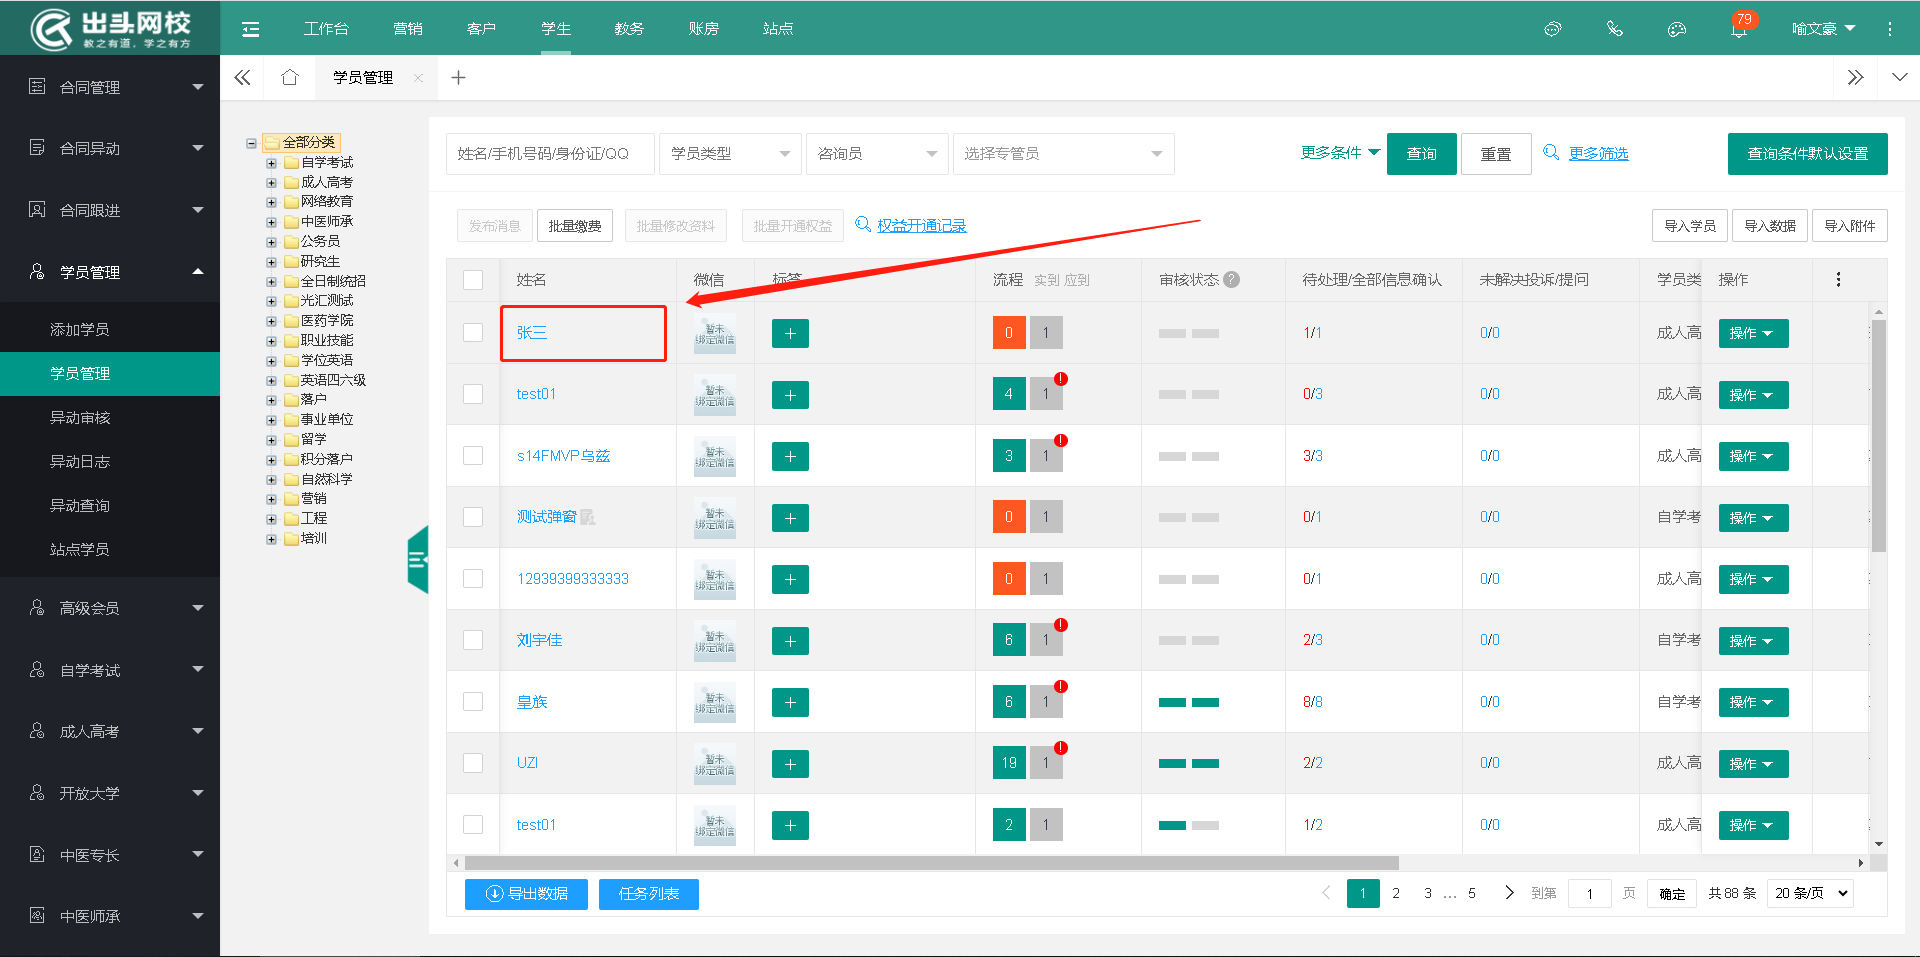 出头网校
教之有道，学之有方
工作台 营销 客户 学生 教务 账房 站点
79
喻文豪
学员管理
合同管理
合同异动
合同跟进
学员管理
添加学员
学员管理
异动审核
异动日志
异动查询
站点学员
高级会员
自学考试
成人高考
开放大学
中医专长
中医师承
全部分类
自学考试
成人高考
网络教育
中医师承
公务员
研究生
全日制统招
光汇测试
医药学院
职业技能
学位英语
英语四六级
落户
事业单位
留学
积分落户
自然科学
营销
工程
培训
姓名/手机号码/身份证/QQ 学员类型 咨询员 选择专管员 更多条件 查询 重置 更多筛选 查询条件默认设置
发布消息 批量缴费 批量修改资料 批量开通权益 权益开通记录 导入学员 导入数据 导入附件
姓名 微信 标签 流程 实到 应到 审核状态 ? 待处理/全部信息确认 未解决投诉/提问 学员类 操作
张三 暂未绑定微信 + 0 1 1/1 0/0 成人高 操作
test01 暂未绑定微信 + 4 1 ! 0/3 0/0 成人高 操作
s14FMVP乌兹 暂未绑定微信 + 3 1 ! 3/3 0/0 成人高 操作
测试弹窗 暂未绑定微信 + 0 1 0/1 0/0 自学考 操作
12939399333333 暂未绑定微信 + 0 1 0/1 0/0 成人高 操作
刘宇佳 暂未绑定微信 + 6 1 ! 2/3 0/0 自学考 操作
皇族 暂未绑定微信 + 6 1 ! 8/8 0/0 自学考 操作
UZI 暂未绑定微信 + 19 1 ! 2/2 0/0 成人高 操作
test01 暂未绑定微信 + 2 1 1/2 0/0 成人高 操作
导出数据 任务列表 1 2 3 … 5 到第 1 页 确定 共 88 条 20 条/页